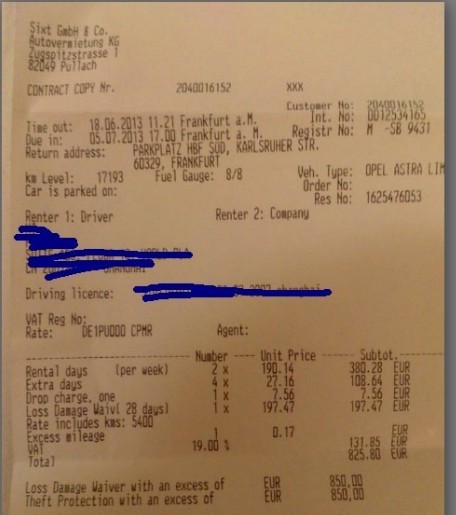 Sixt GmbH & Co.
Autovermietung KG
Zugspitzstrasse 1
82049 Pullach
CONTRACT COPY Nr. 2040016152 XXX
Customer No: 2040016152
Time out: 18.06.2013 11.21 Frankfurt a.M. Int. No: 0012534165
Due in: 05.07.2013 17.00 Frankfurt a. M. Registr No: M -SB 9431
Return address: PARKPLATZ HBF SÜD, KARLSRUHER STR.
60329, FRANKFURT
km Level: 17193 Fuel Gauge: 8/8 Veh. Type: OPEL ASTRA LIM
Car is parked on: Order No:
Res No: 1625476053
Renter 1: Driver Renter 2: Company
Driving licence:
VAT Reg No:
Rate: DE1PU000 CPMR Agent:
Number Unit Price Subtot.
Rental days (per week) 2 x 190.14 380.28 EUR
Extra days 4 x 27.16 108.64 EUR
Drop charge, one 1 x 7.56 7.56 EUR
Loss Damage Waivl 28 days) 1 x 197.47 197.47 EUR
Rate includes kms: 5400
Excess mileage 1 0.17 EUR
VAT 19.00 % 131.85 EUR
Total 825.80 EUR
Loss Damage Waiver with an excess of EUR 850,00
Theft Protection with an excess of EUR 850,00